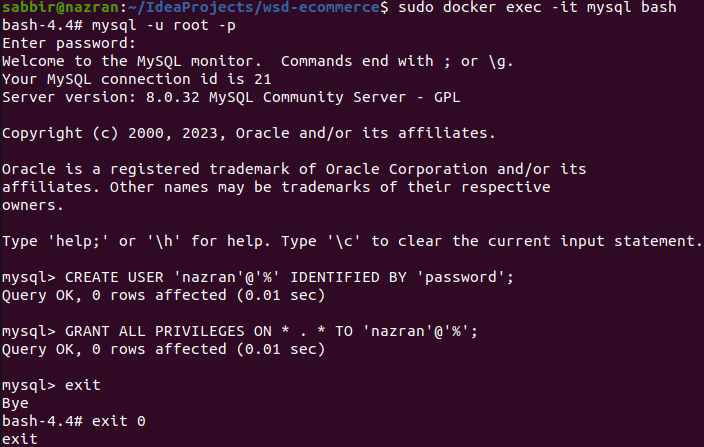 sabbir@nazran:~/IdeaProjects/wsd-ecommerce$ sudo docker exec -it mysql bash
bash-4.4# mysql -u root -p
Enter password:
Welcome to the MySQL monitor.  Commands end with ; or \g.
Your MySQL connection id is 21
Server version: 8.0.32 MySQL Community Server - GPL

Copyright (c) 2000, 2023, Oracle and/or its affiliates.

Oracle is a registered trademark of Oracle Corporation and/or its
affiliates. Other names may be trademarks of their respective
owners.

Type 'help;' or '\h' for help. Type '\c' to clear the current input statement.

mysql> CREATE USER 'nazran'@'%' IDENTIFIED BY 'password';
Query OK, 0 rows affected (0.01 sec)

mysql> GRANT ALL PRIVILEGES ON * . * TO 'nazran'@'%';
Query OK, 0 rows affected (0.01 sec)

mysql> exit
Bye
bash-4.4# exit 0
exit